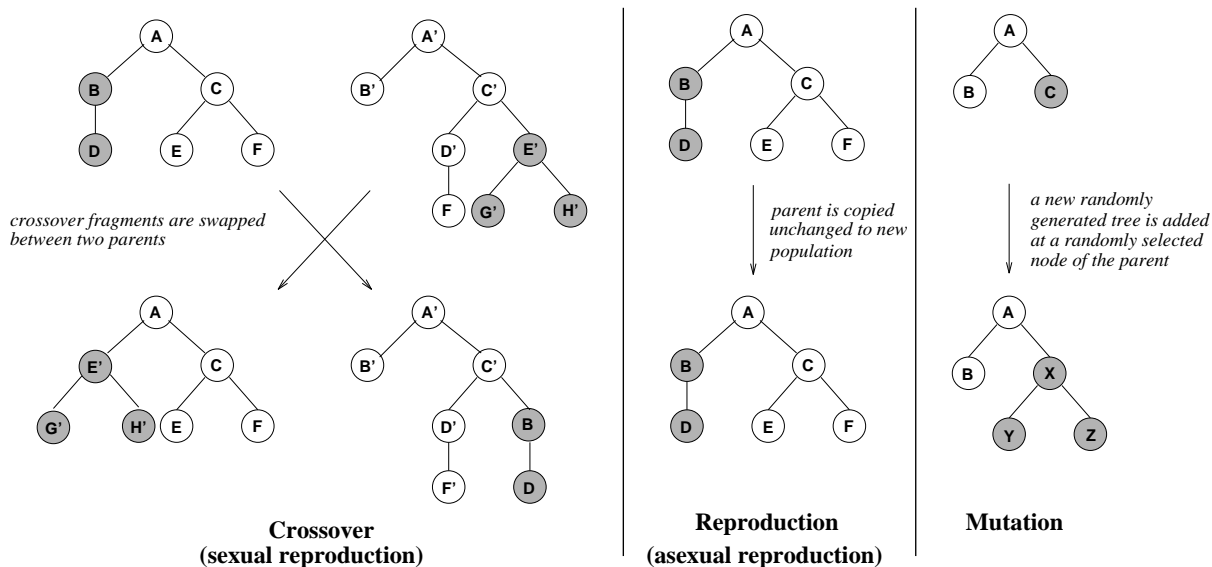 A
B
C
D
E
F
A'
B'
C'
D'
E'
F
G'
H'
crossover fragments are swapped
between two parents
A
E'
C
G'
H'
E
F
A'
B'
C'
D'
B
F'
D
Crossover
(sexual reproduction)
A
B
C
D
E
F
parent is copied
unchanged to new
population
A
B
C
D
E
F
Reproduction
(asexual reproduction)
A
B
C
a new randomly
generated tree is added
at a randomly selected
node of the parent
A
B
X
Y
Z
Mutation